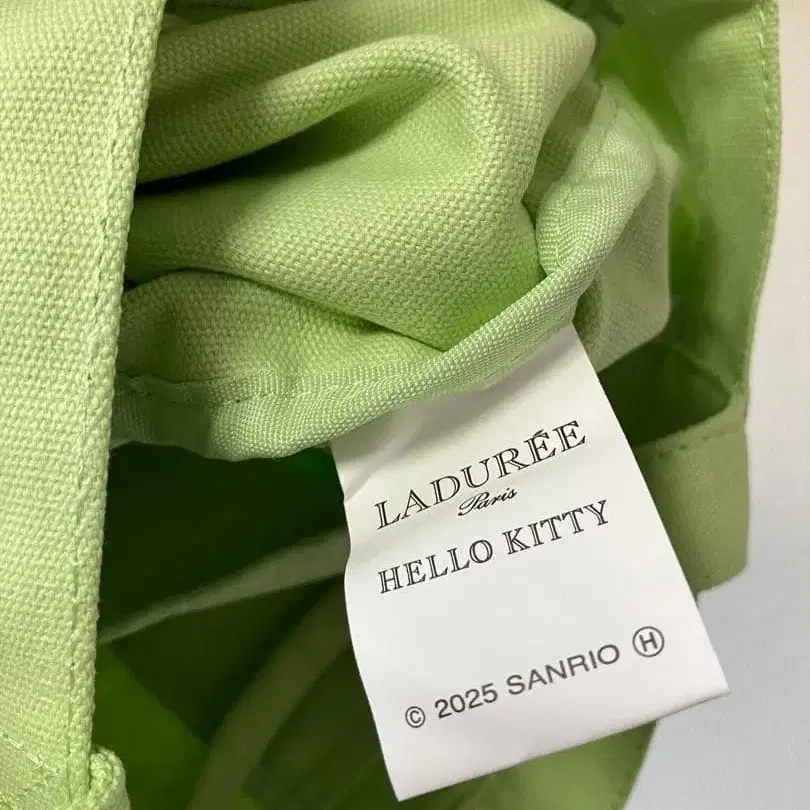 LADURÉE
Paris
HELLO KITTY
© 2025 SANRIO Ⓗ